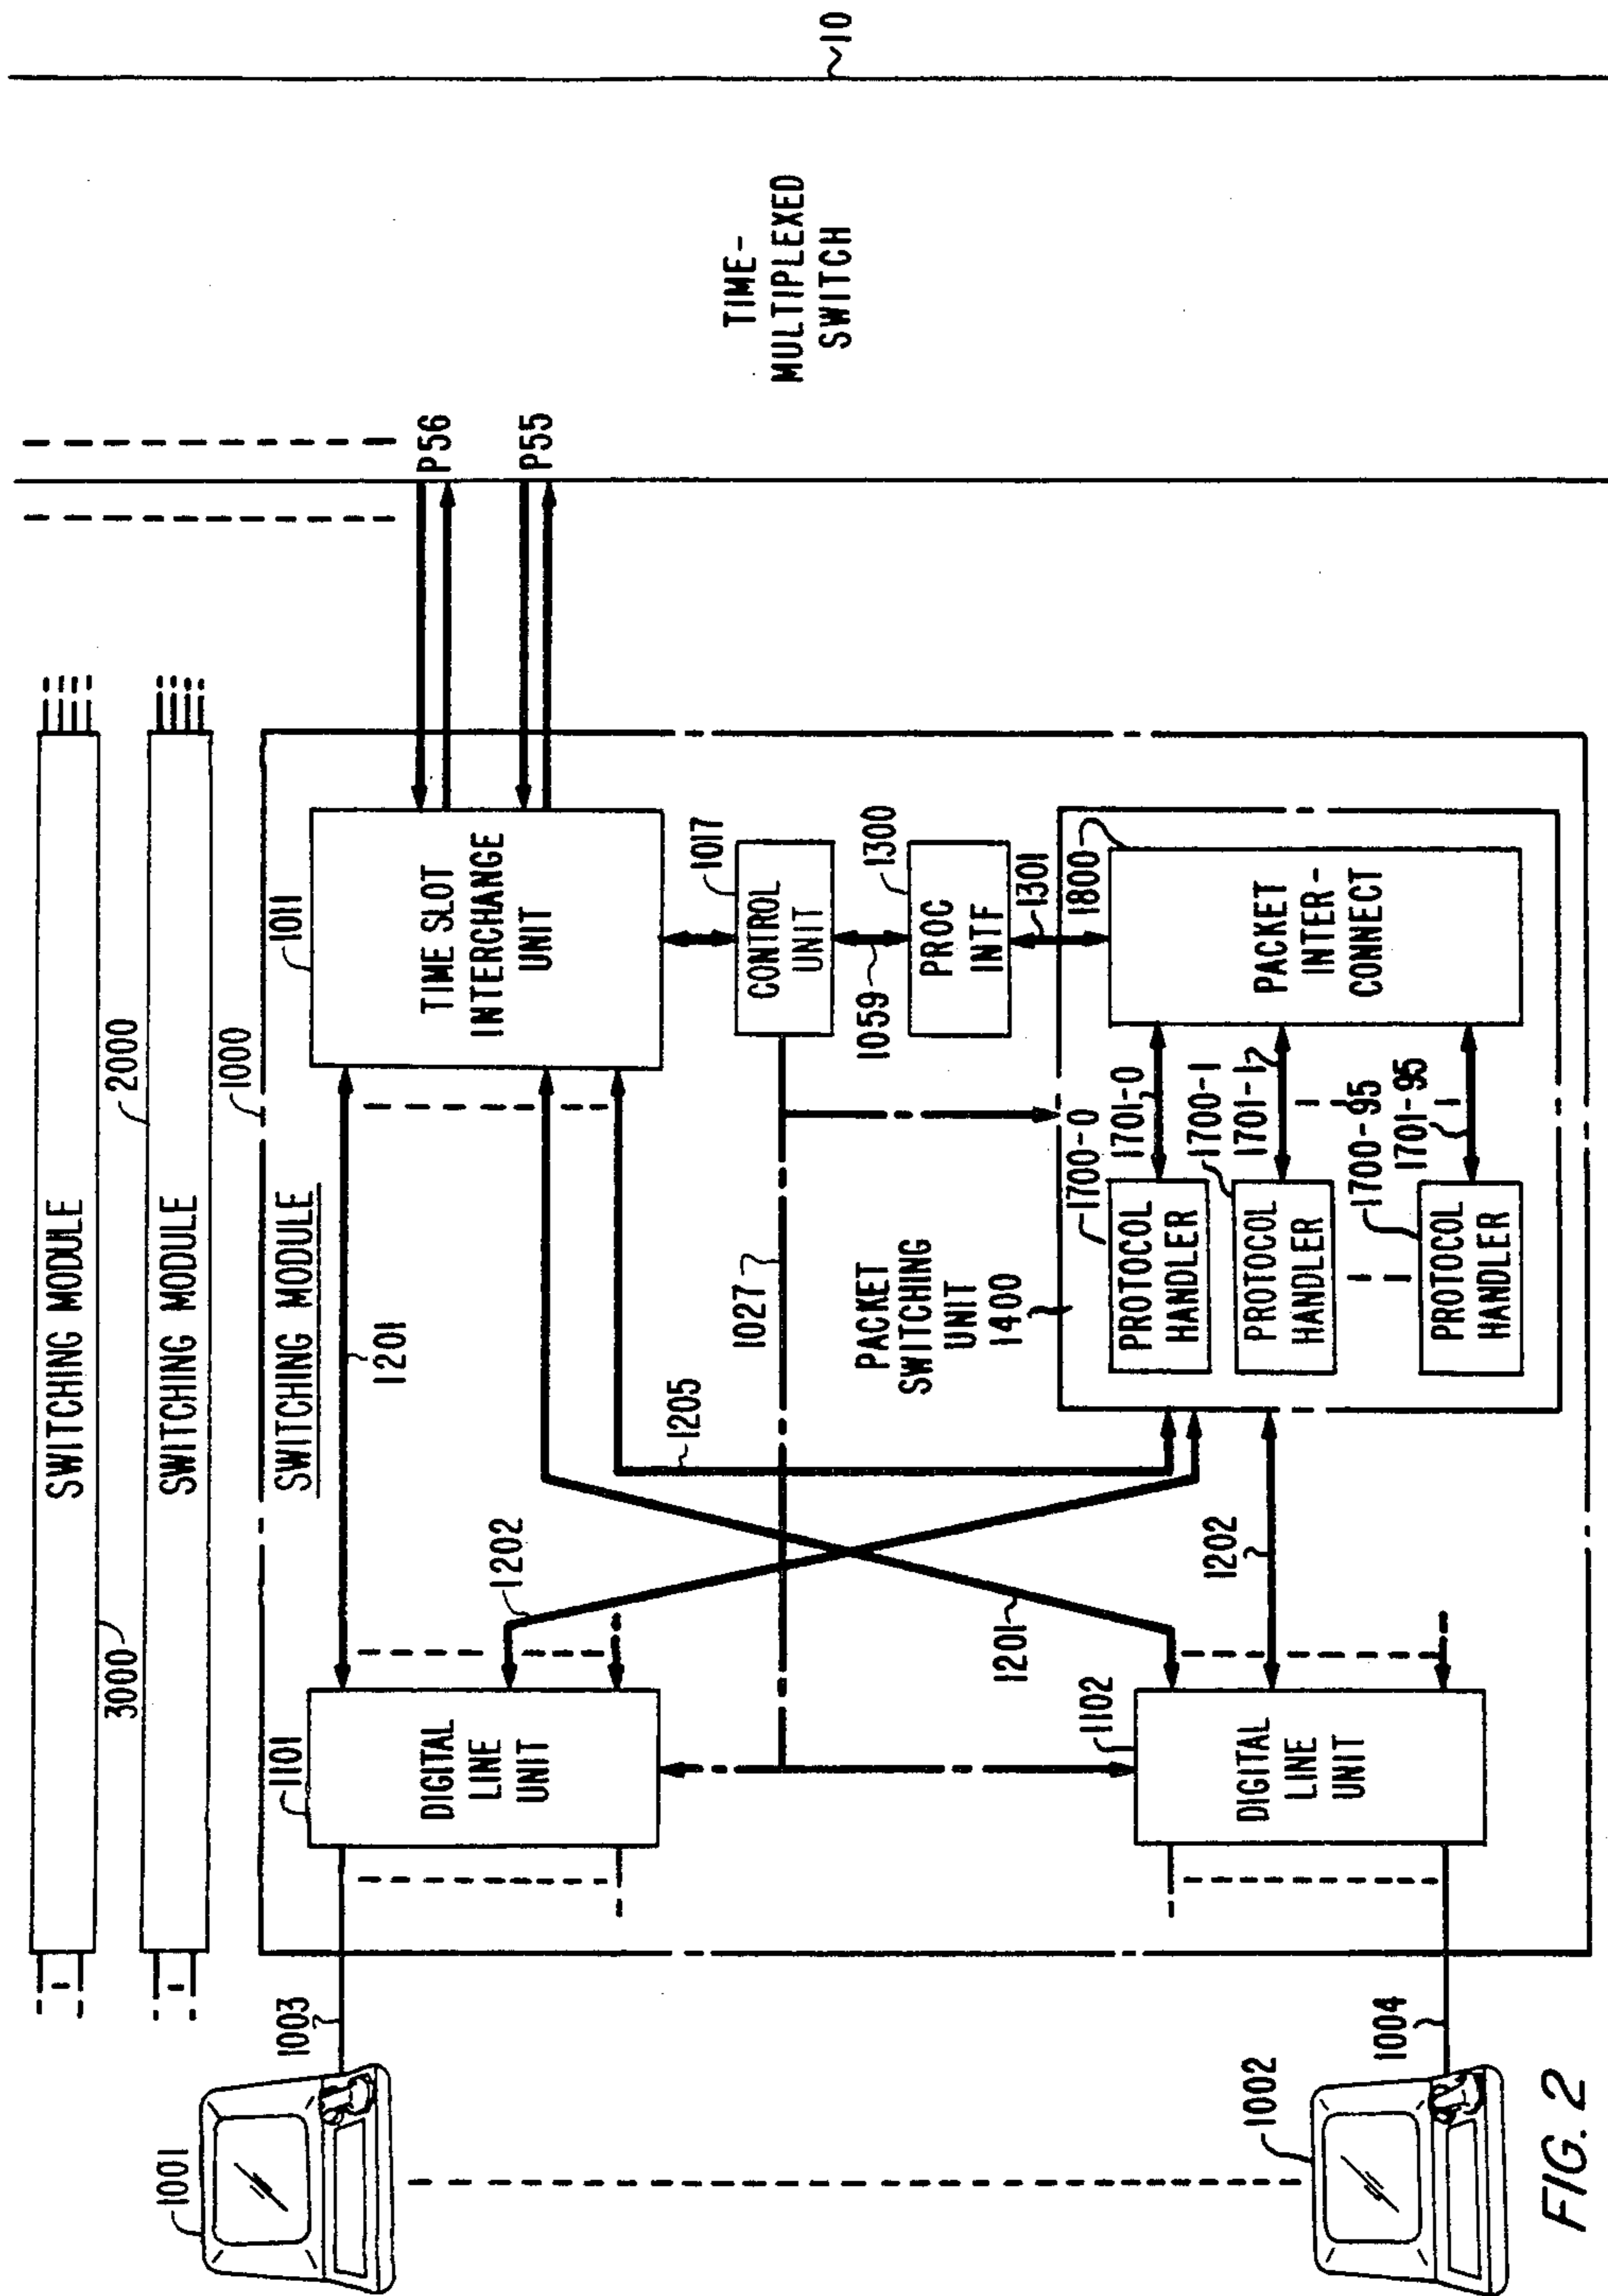 SWITCHING MODULE
3000
SWITCHING MODULE
2000
SWITCHING MODULE
1000
1001
1003
1101
DIGITAL
LINE
UNIT
1201
1011
TIME SLOT
INTERCHANGE
UNIT
P56
P55
TIME-
MULTIPLEXED
SWITCH
10
1202
1205
1027
1017
CONTROL
UNIT
1059
1300
PROC
INTF
1301
1800
PACKET
INTER-
CONNECT
PACKET
SWITCHING
UNIT
1400
1700-0
PROTOCOL
HANDLER
1701-0
1700-1
PROTOCOL
HANDLER
1701-1
1700-95
PROTOCOL
HANDLER
1701-95
1201
1202
1102
DIGITAL
LINE
UNIT
1002
1004
FIG. 2